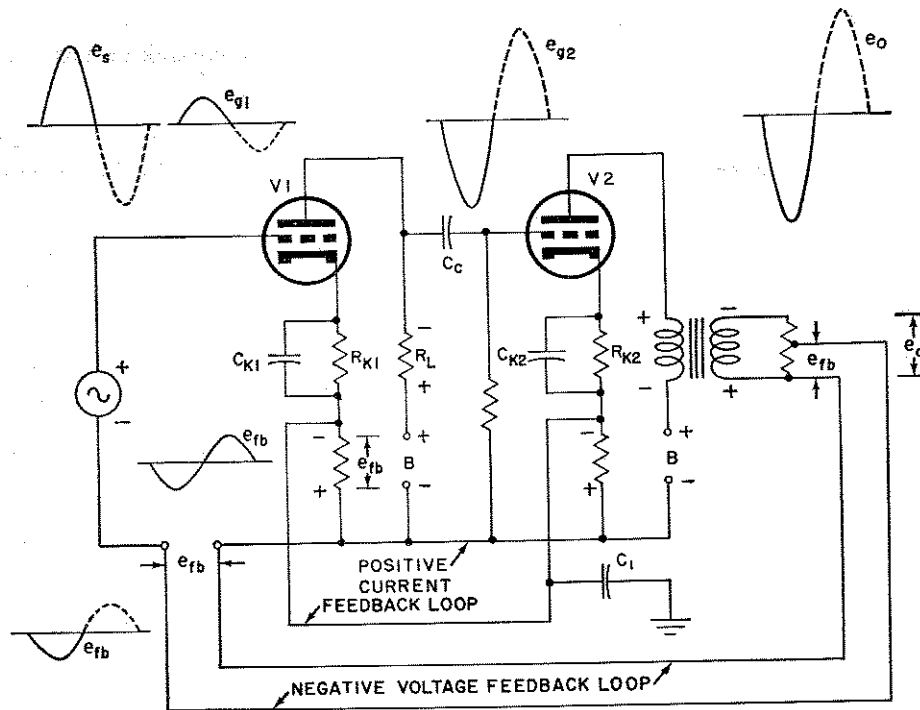 e_s
e_g1
e_g2
e_o
V1
V2
C_C
C_K1
R_K1
R_L
C_K2
R_K2
+
-
+
-
-
+
+
-
-
+
e_fb
e_o
e_fb
-
e_fb
+
+
B
-
-
+
+
B
-
e_fb
POSITIVE
CURRENT
FEEDBACK LOOP
C_1
e_fb
NEGATIVE VOLTAGE FEEDBACK LOOP